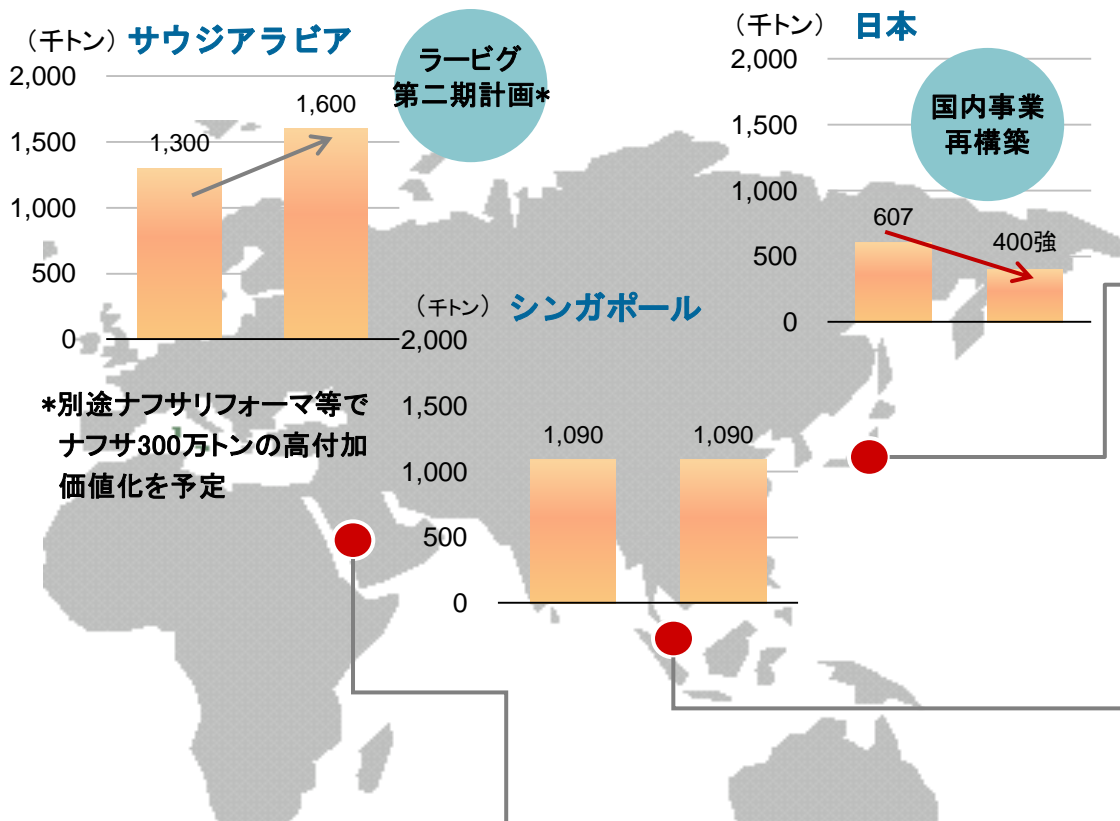 （千トン） サウジアラビア
2,000
1,500
1,000
500
0
1,300
1,600
ラービグ
第二期計画*
（千トン） 日本
2,000
1,500
1,000
500
0
607
400強
国内事業
再構築
（千トン） シンガポール
2,000
1,500
1,000
500
0
1,090
1,090
*別途ナフサリフォーマ等で
ナフサ300万トンの高付加
価値化を予定